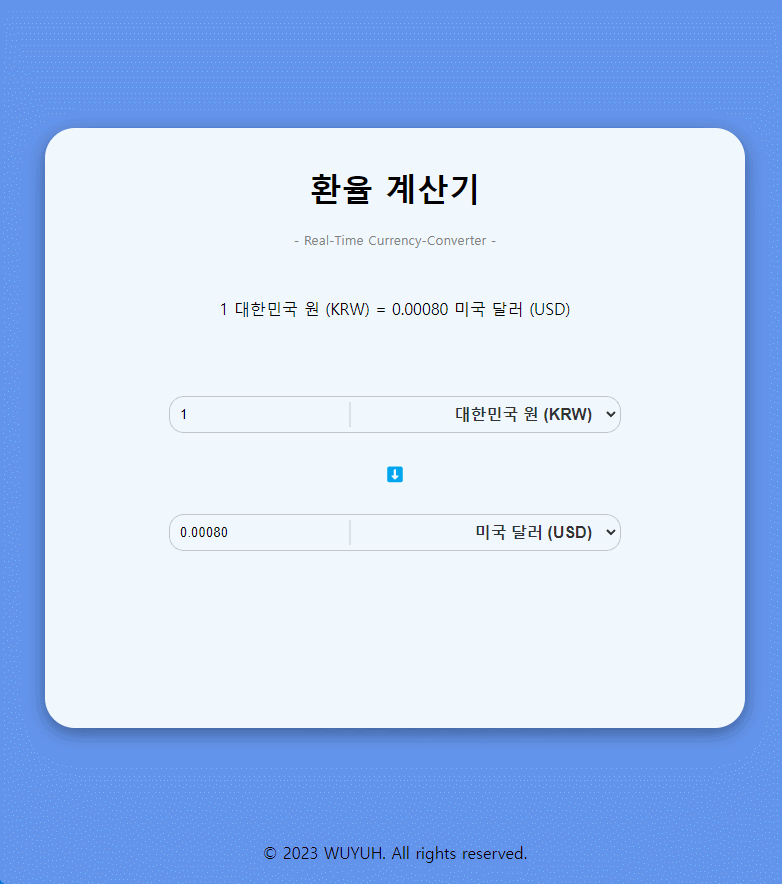 환율 계산기
- Real-Time Currency-Converter -
1 대한민국 원 (KRW) = 0.00080 미국 달러 (USD)
1 대한민국 원 (KRW)
0.00080 미국 달러 (USD)
© 2023 WUYUH. All rights reserved.